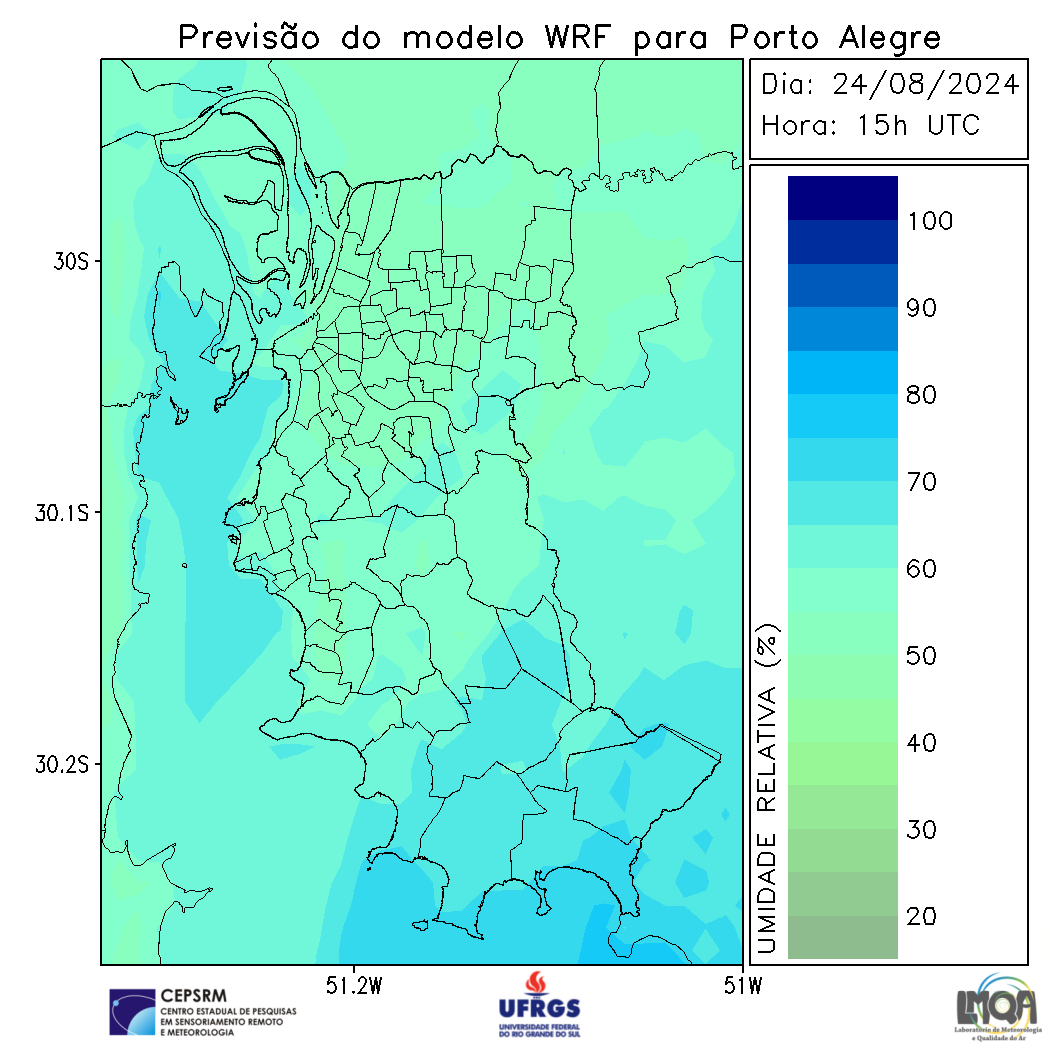 Previsão do modelo WRF para Porto Alegre
Dia: 24/08/2024
Hora: 15h UTC
30S
30.1S
30.2S
51.2W
51W
100
90
80
70
60
50
40
30
20
UMIDADE RELATIVA (%)
CEPSRM
CENTRO ESTADUAL DE PESQUISAS
EM SENSORIAMENTO REMOTO
E METEOROLOGIA
UFRGS
UNIVERSIDADE FEDERAL
DO RIO GRANDE DO SUL
LMQA
Laboratório de Meteorologia
e Qualidade do Ar